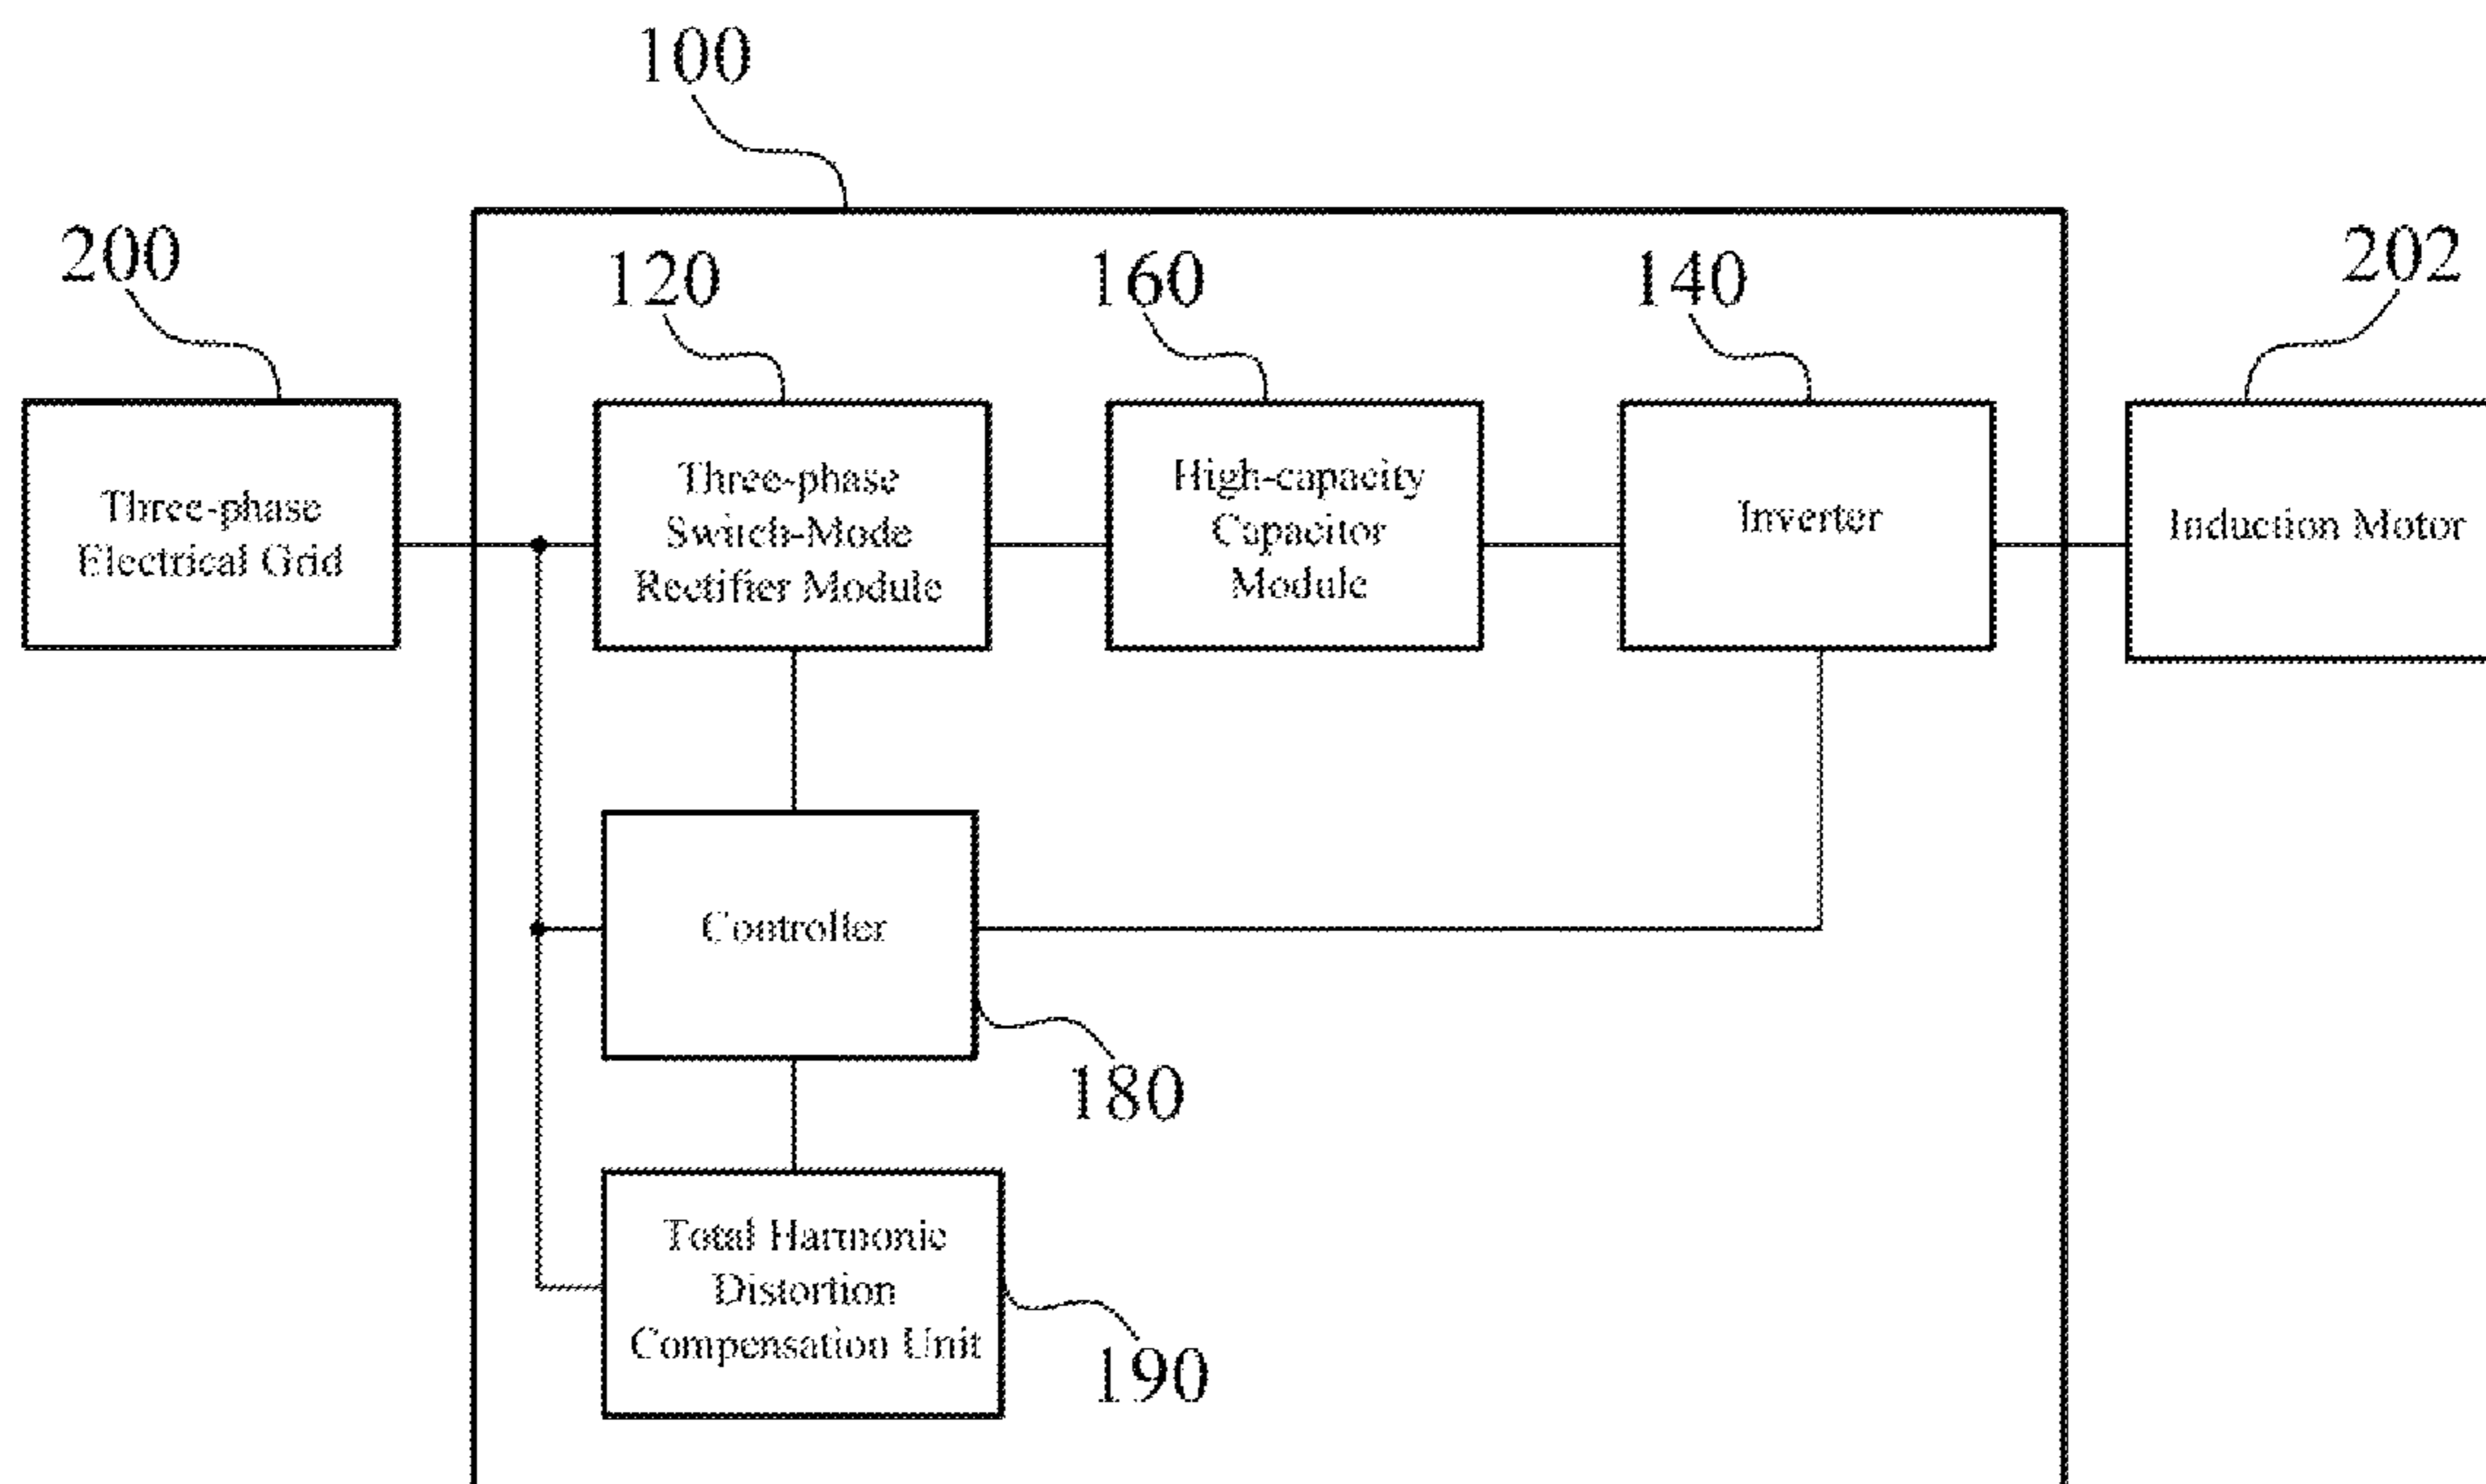 100
200
120
160
140
202
Three-phase
Electrical Grid
Three-phase
Switch-Mode
Rectifier Module
High-capacity
Capacitor
Module
Inverter
Induction Motor
Controller
180
Total Harmonic
Distortion
Compensation Unit
190